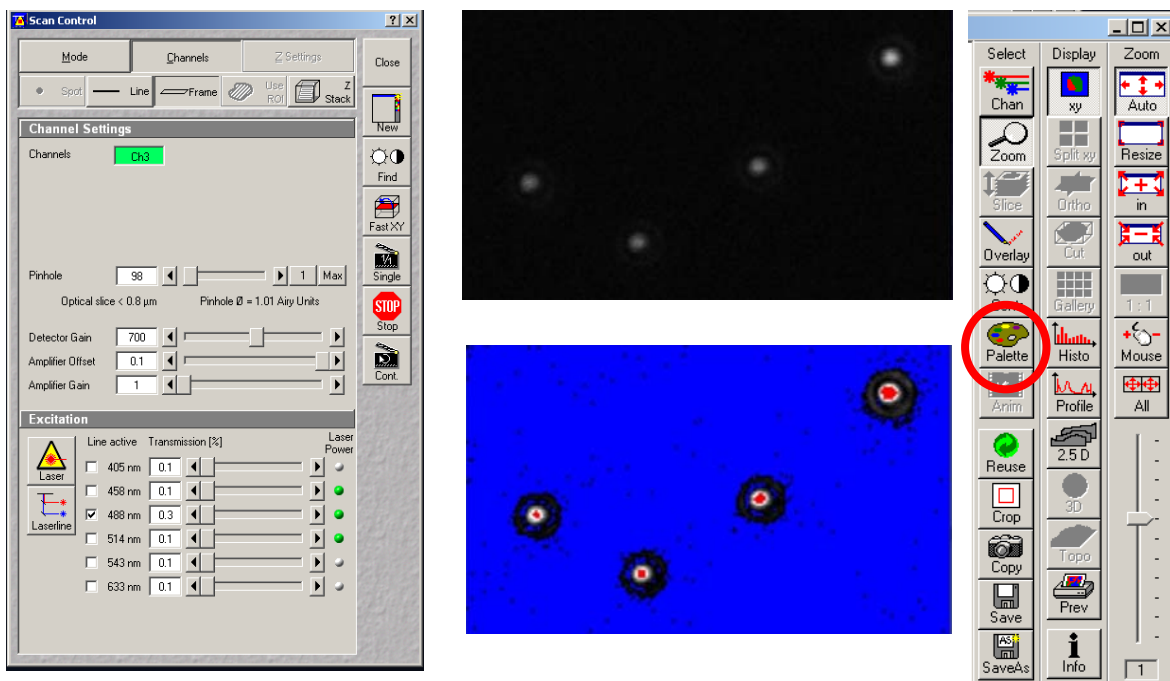 Scan Control
Mode Channels Z Settings Close
Spot Line Frame Use ROI Z Stack
New
Channel Settings
Channels Ch3
Find
Fast XY
Pinhole 98 1 Max
Single
Optical slice < 0.8 µm Pinhole Ø = 1.01 Airy Units
STOP
Stop
Detector Gain 700
Amplifier Offset 0.1
Cont.
Amplifier Gain 1
Excitation
Line active Transmission [%] Laser Power
Laser
405 nm 0.1
458 nm 0.1
Laserline
488 nm 0.3
514 nm 0.1
543 nm 0.1
633 nm 0.1
Select Display Zoom
Chan xy Auto
Zoom Split xy Resize
Slice Ortho in
Overlay Cut out
Gallery 1:1
Palette Histo Mouse
Anim Profile All
Reuse 2.5 D
Crop 3D
Copy Topo
Save Prev
AS
SaveAs Info 1